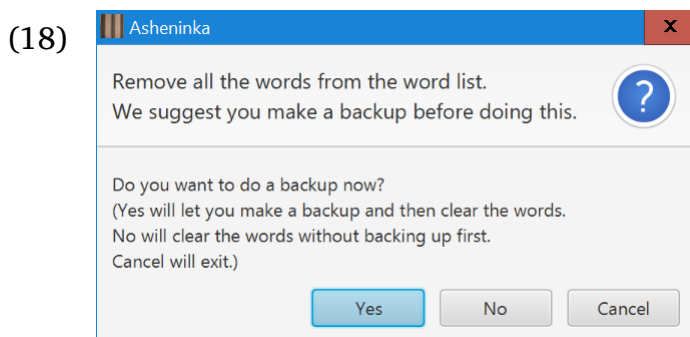 (18)
Asheninka
Remove all the words from the word list.
We suggest you make a backup before doing this.
Do you want to do a backup now?
(Yes will let you make a backup and then clear the words.
No will clear the words without backing up first.
Cancel will exit.)
Yes No Cancel